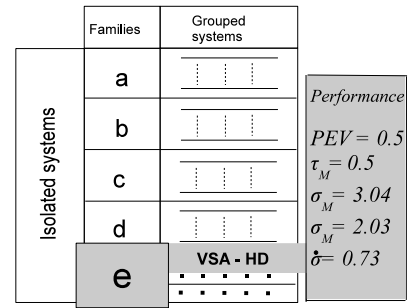 Families
Grouped
systems
Isolated systems
a
b
c
d
e
VSA - HD
Performance
PEV = 0.5
τ_M = 0.5
σ_M = 3.04
σ_M = 2.03
σ̇ = 0.73